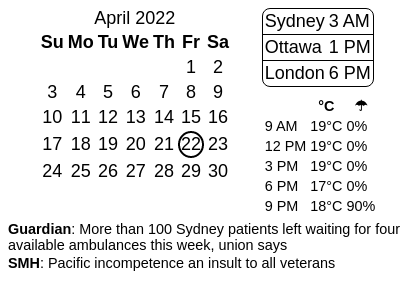 April 2022
Su Mo Tu We Th Fr Sa
1 2
3 4 5 6 7 8 9
10 11 12 13 14 15 16
17 18 19 20 21 22 23
24 25 26 27 28 29 30
Sydney 3 AM
Ottawa 1 PM
London 6 PM
°C ☂
9 AM 19°C 0%
12 PM 19°C 0%
3 PM 19°C 0%
6 PM 17°C 0%
9 PM 18°C 90%
Guardian: More than 100 Sydney patients left waiting for four
available ambulances this week, union says
SMH: Pacific incompetence an insult to all veterans